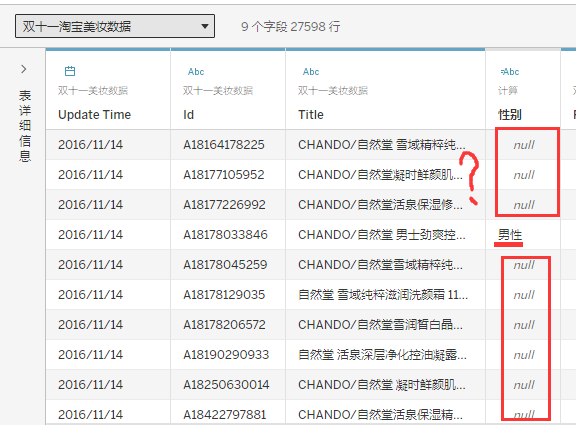 双十一淘宝美妆数据 9 个字段 27598 行
表详细信息
Abc Abc =Abc
双十一美妆数据 双十一美妆数据 双十一美妆数据 计算
Update Time Id Title 性别
2016/11/14 A18164178225 CHANDO/自然堂 雪域精粹纯... null
2016/11/14 A18177105952 CHANDO/自然堂凝时鲜颜肌... null
2016/11/14 A18177226992 CHANDO/自然堂活泉保湿修... null
?
2016/11/14 A18178033846 CHANDO/自然堂 男士劲爽控... 男性
2016/11/14 A18178045259 CHANDO/自然堂雪域精粹纯... null
2016/11/14 A18178129035 自然堂 雪域纯粹滋润洗颜霜 11... null
2016/11/14 A18178206572 CHANDO/自然堂雪润皙白晶... null
2016/11/14 A18190290933 自然堂 活泉深层净化控油凝露... null
2016/11/14 A18250630014 CHANDO/自然堂 凝时鲜颜肌... null
2016/11/14 A18422797881 CHANDO/自然堂活泉保湿精... null